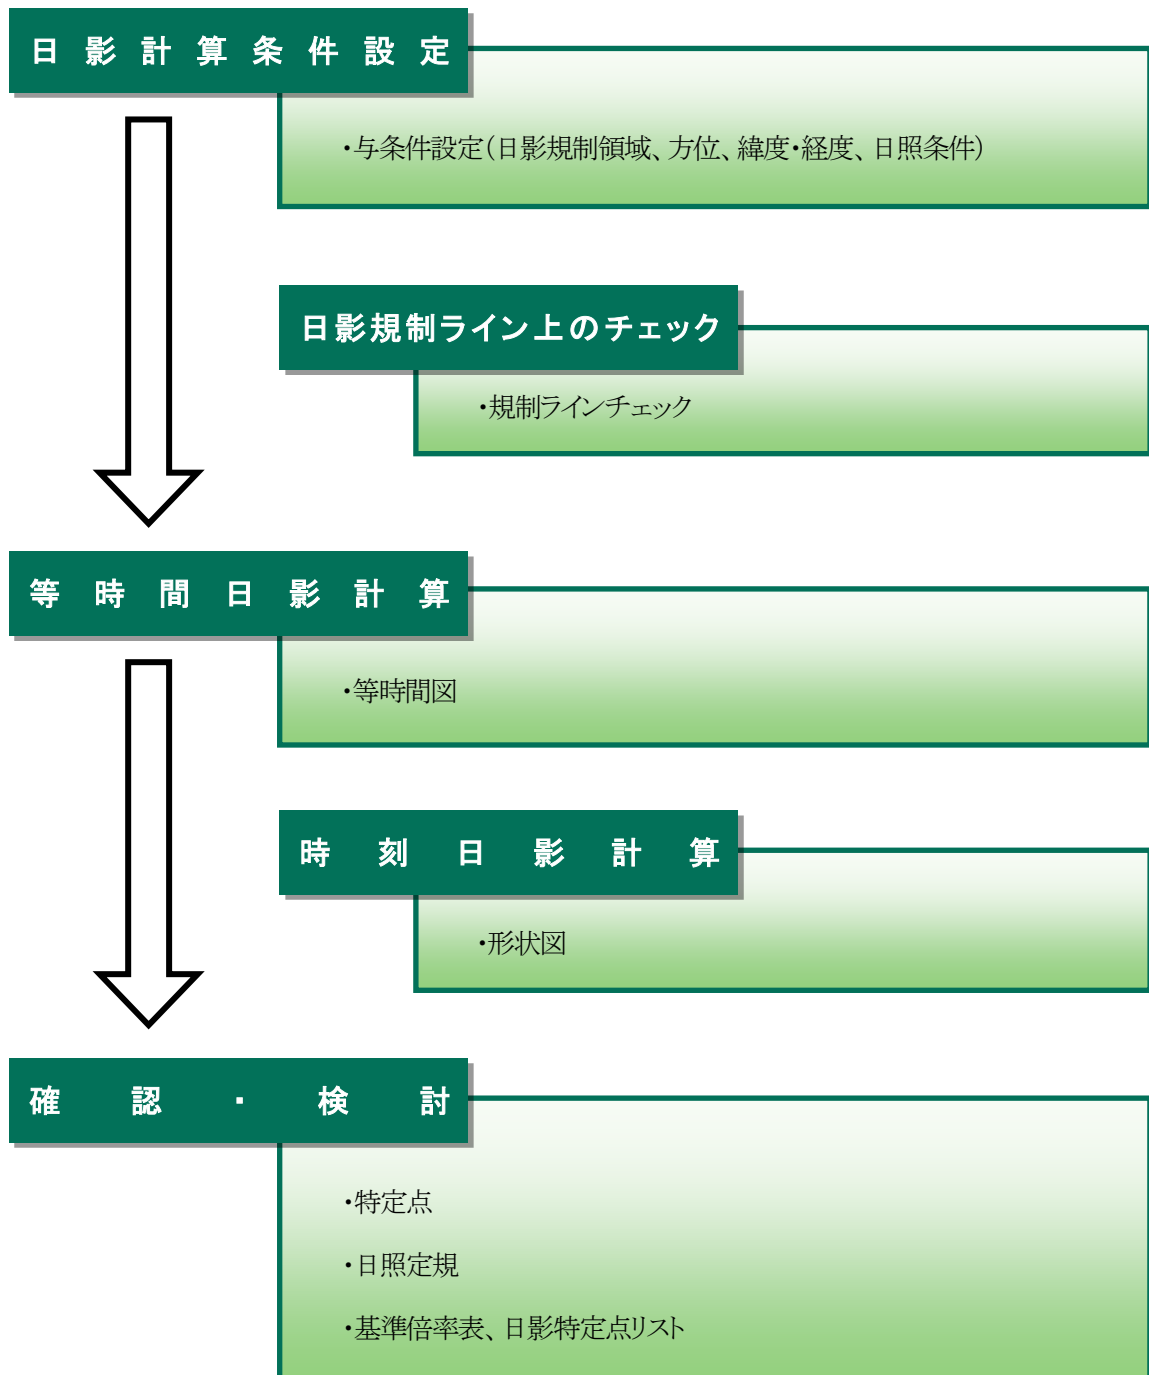 日影計算条件設定
・与条件設定(日影規制領域、方位、緯度・経度、日照条件)
日影規制ライン上のチェック
・規制ラインチェック
等時間日影計算
・等時間図
時刻日影計算
・形状図
確認・検討
・特定点
・日照定規
・基準倍率表、日影特定点リスト